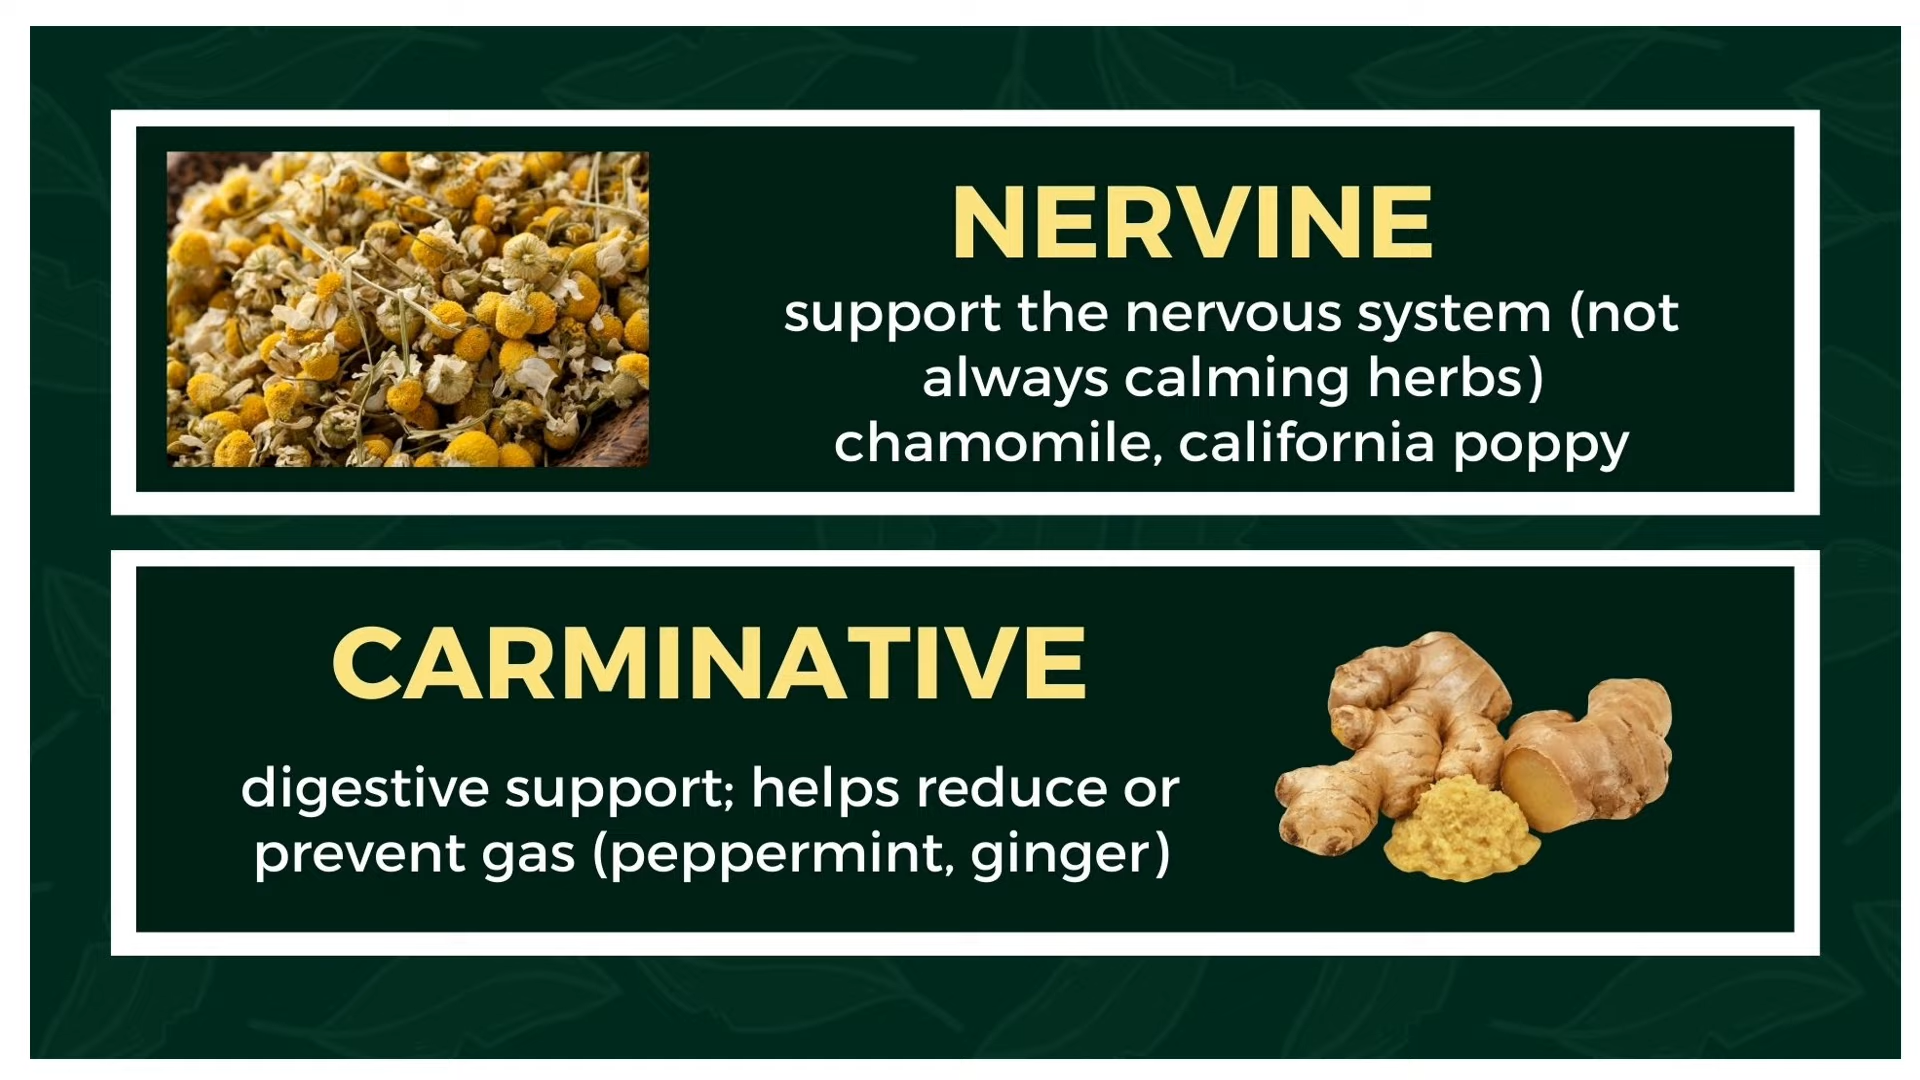 NERVINE
support the nervous system (not
always calming herbs)
chamomile, california poppy
CARMINATIVE
digestive support; helps reduce or
prevent gas (peppermint, ginger)